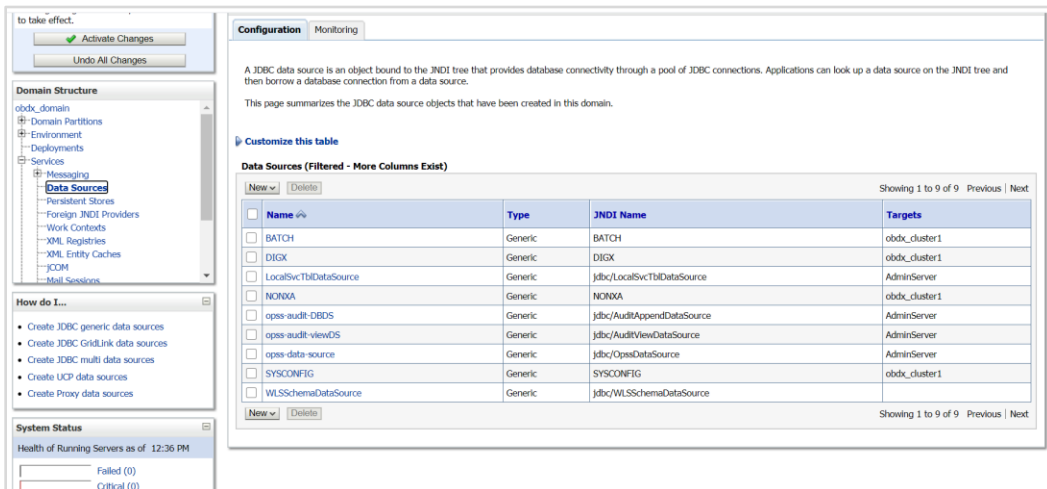 to take effect.
Activate Changes
Undo All Changes
Domain Structure
obdx_domain
Domain Partitions
Environment
Deployments
Services
Messaging
Data Sources
Persistent Stores
Foreign JNDI Providers
Work Contexts
XML Registries
XML Entity Caches
jCOM
Mail Sessions
How do I...
Create JDBC generic data sources
Create JDBC GridLink data sources
Create JDBC multi data sources
Create UCP data sources
Create Proxy data sources
System Status
Health of Running Servers as of 12:36 PM
Failed (0)
Critical (0)
Configuration Monitoring
A JDBC data source is an object bound to the JNDI tree that provides database connectivity through a pool of JDBC connections. Applications can look up a data source on the JNDI tree and
then borrow a database connection from a data source.
This page summarizes the JDBC data source objects that have been created in this domain.
Customize this table
Data Sources (Filtered - More Columns Exist)
New Delete Showing 1 to 9 of 9 Previous | Next
Name Type JNDI Name Targets
BATCH Generic BATCH obdx_cluster1
DIGX Generic DIGX obdx_cluster1
LocalSvcTblDataSource Generic jdbc/LocalSvcTblDataSource AdminServer
NONXA Generic NONXA obdx_cluster1
opss-audit-DBDS Generic jdbc/AuditAppendDataSource AdminServer
opss-audit-viewDS Generic jdbc/AuditViewDataSource AdminServer
opss-data-source Generic jdbc/OpssDataSource AdminServer
SYSCONFIG Generic SYSCONFIG obdx_cluster1
WLSSchemaDataSource Generic jdbc/WLSSchemaDataSource
New Delete Showing 1 to 9 of 9 Previous | Next